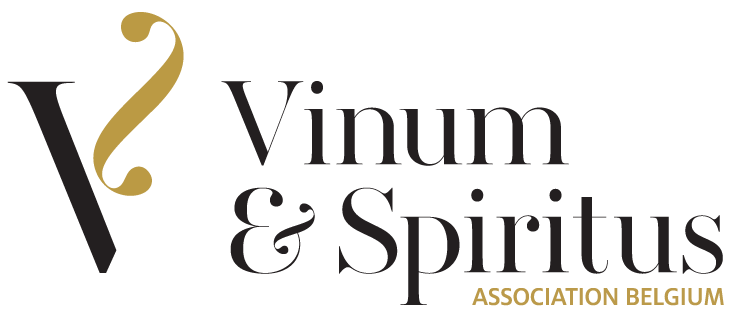 Vinum
& Spiritus
ASSOCIATION BELGIUM